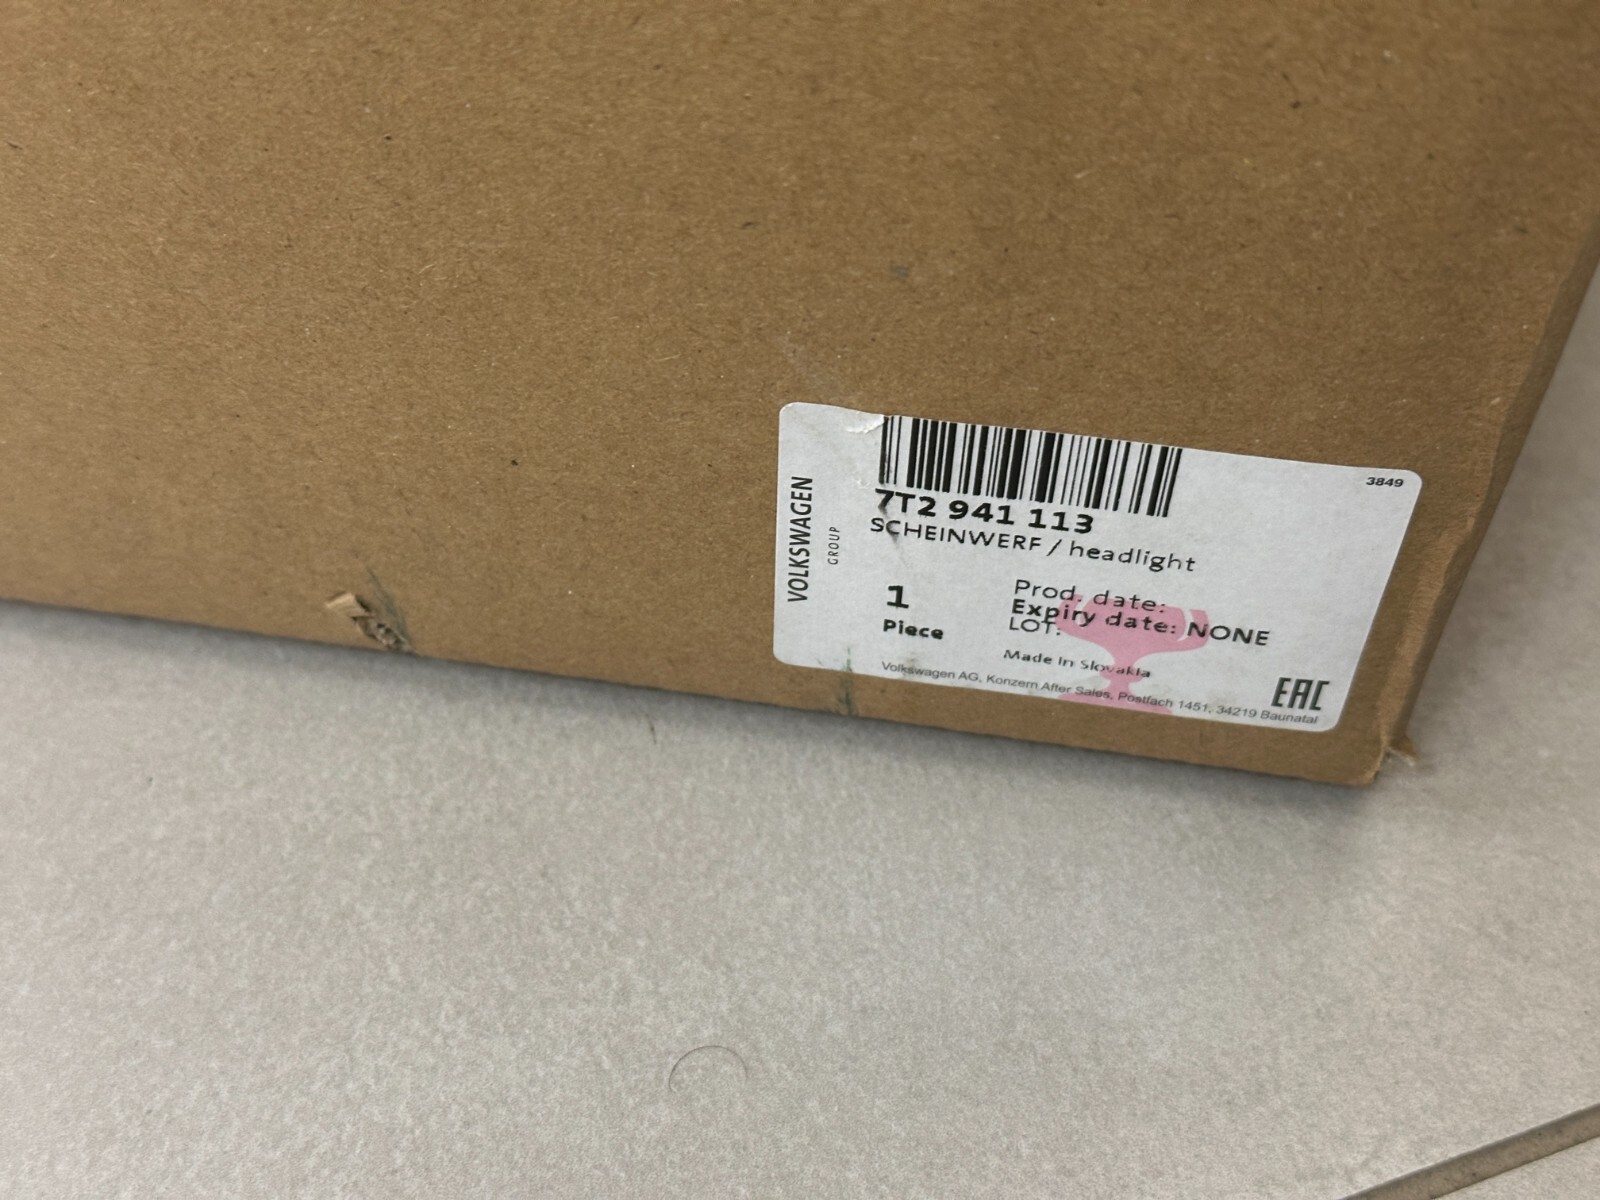 VOLKSWAGEN
GROUP
3849
7T2 941 113
SCHEINWERF / headlight
1
Piece
Prod. date:
Expiry date: NONE
LOT:
Made in Slovakia
Volkswagen AG, Konzern After Sales, Postfach 1451, 34219 Baunatal
EAC